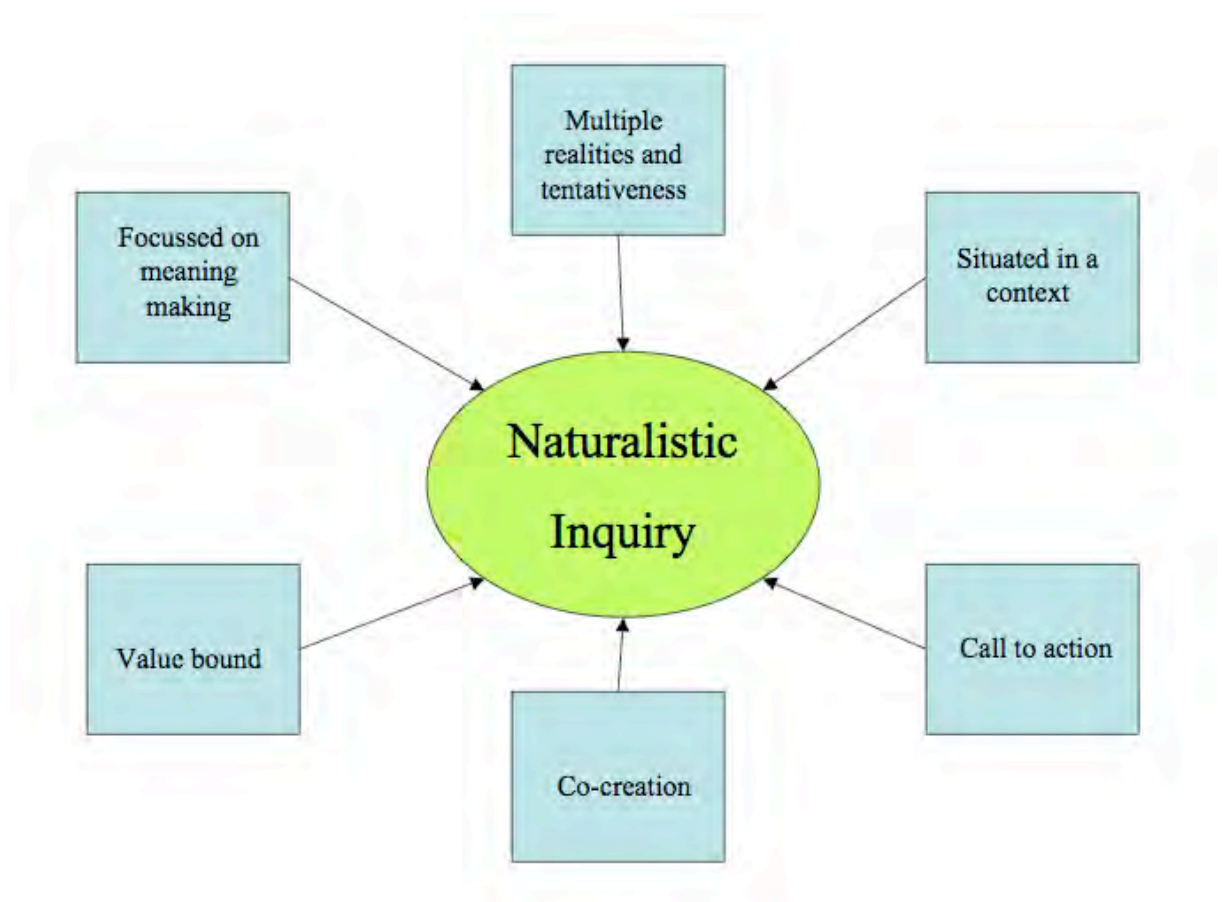 Multiple
realities and
tentativeness
Focussed on
meaning
making
Situated in a
context
Naturalistic
Inquiry
Value bound
Call to action
Co-creation